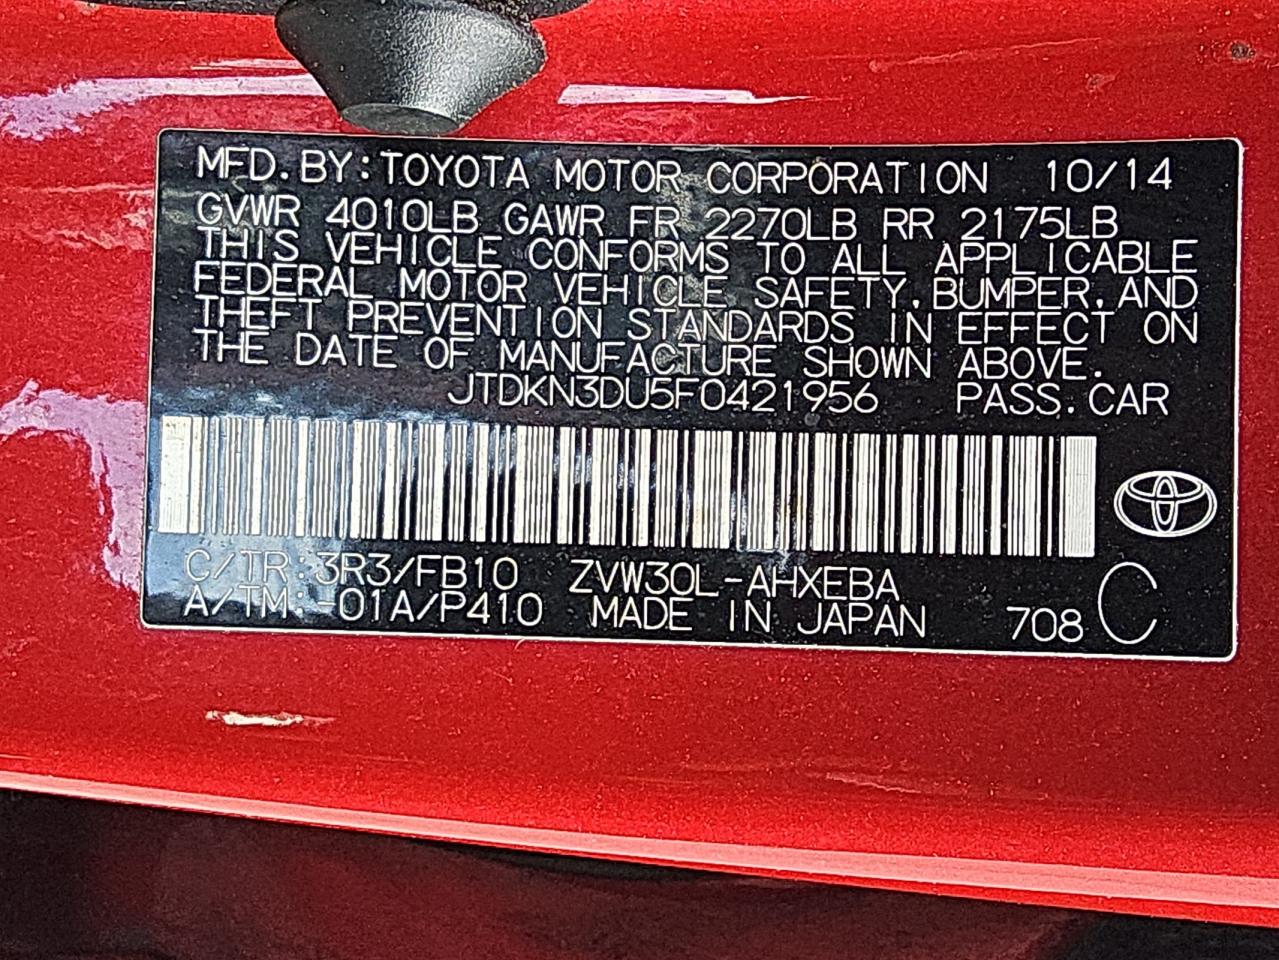 MFD. BY: TOYOTA MOTOR CORPORATION 10/14
GVWR 4010LB GAWR FR 2270LB RR 2175LB
THIS VEHICLE CONFORMS TO ALL APPLICABLE
FEDERAL MOTOR VEHICLE SAFETY, BUMPER, AND
THEFT PREVENTION STANDARDS IN EFFECT ON
THE DATE OF MANUFACTURE SHOWN ABOVE.
JTDKN3DU5F0421956 PASS. CAR
C/TR: 3R3/FB10 ZVW30L-AHXEBA
A/TM: -01A/P410 MADE IN JAPAN 708 C